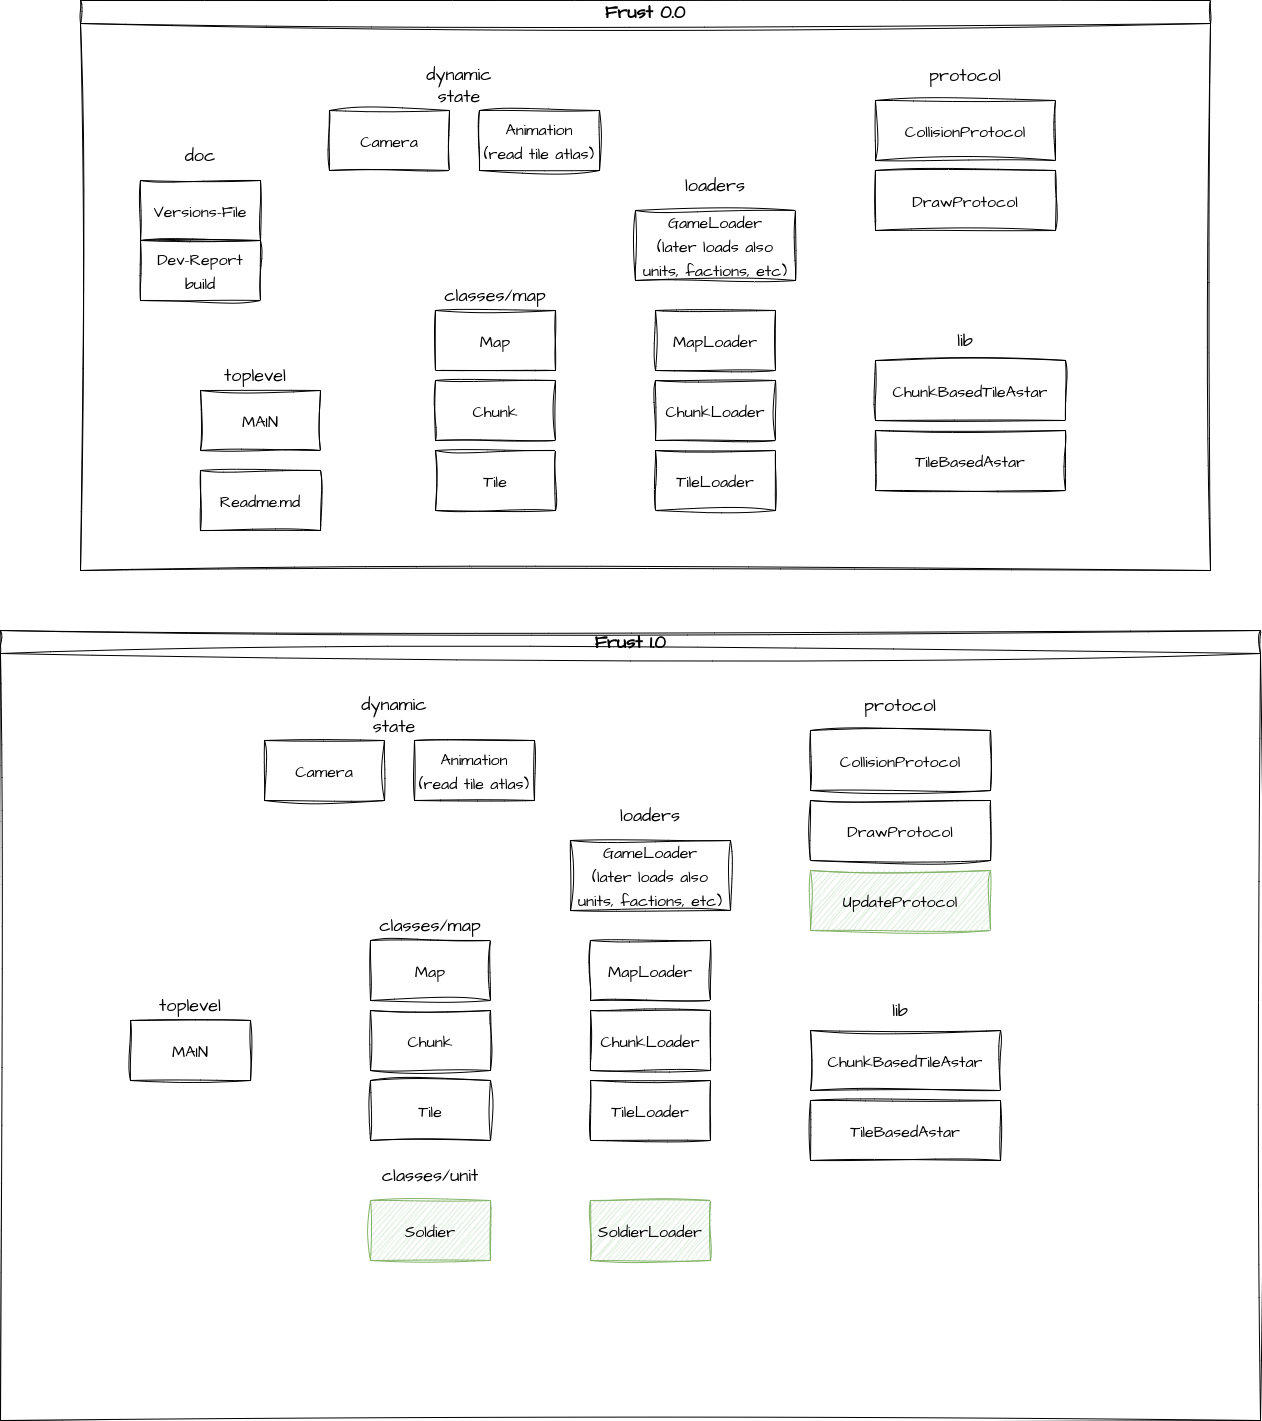 Frust 0.0
dynamic
state
Camera
Animation
(read tile atlas)
protocol
CollisionProtocol
DrawProtocol
doc
Versions-File
Dev-Report
build
loaders
GameLoader
(later loads also
units, factions, etc)
classes/map
Map
Chunk
Tile
MapLoader
ChunkLoader
TileLoader
lib
ChunkBasedTileAstar
TileBasedAstar
toplevel
MAIN
Readme.md
Frust 1.0
dynamic
state
Camera
Animation
(read tile atlas)
protocol
CollisionProtocol
DrawProtocol
UpdateProtocol
loaders
GameLoader
(later loads also
units, factions, etc)
classes/map
Map
Chunk
Tile
MapLoader
ChunkLoader
TileLoader
toplevel
MAIN
lib
ChunkBasedTileAstar
TileBasedAstar
classes/unit
Soldier
SoldierLoader